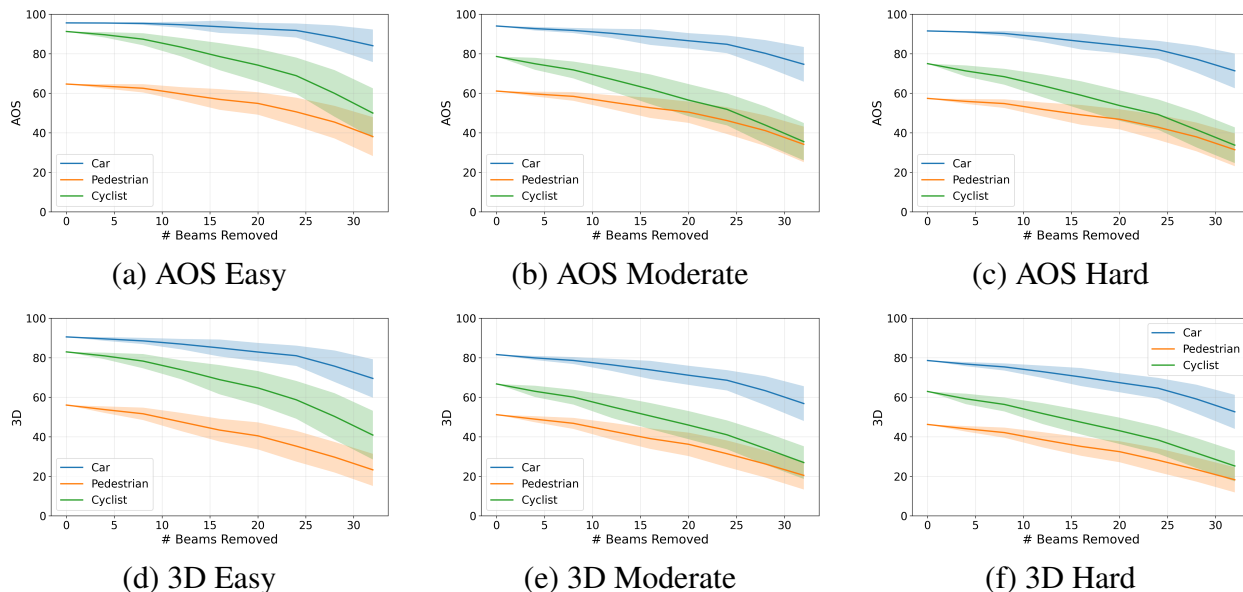 100
80
60
40
20
0
AOS
Car
Pedestrian
Cyclist
0 5 10 15 20 25 30
# Beams Removed
(a) AOS Easy
100
80
60
40
20
0
AOS
Car
Pedestrian
Cyclist
0 5 10 15 20 25 30
# Beams Removed
(b) AOS Moderate
100
80
60
40
20
0
AOS
Car
Pedestrian
Cyclist
0 5 10 15 20 25 30
# Beams Removed
(c) AOS Hard
100
80
60
40
20
0
3D
Car
Pedestrian
Cyclist
0 5 10 15 20 25 30
# Beams Removed
(d) 3D Easy
100
80
60
40
20
0
3D
Car
Pedestrian
Cyclist
0 5 10 15 20 25 30
# Beams Removed
(e) 3D Moderate
100
80
60
40
20
0
3D
Car
Pedestrian
Cyclist
0 5 10 15 20 25 30
# Beams Removed
(f) 3D Hard